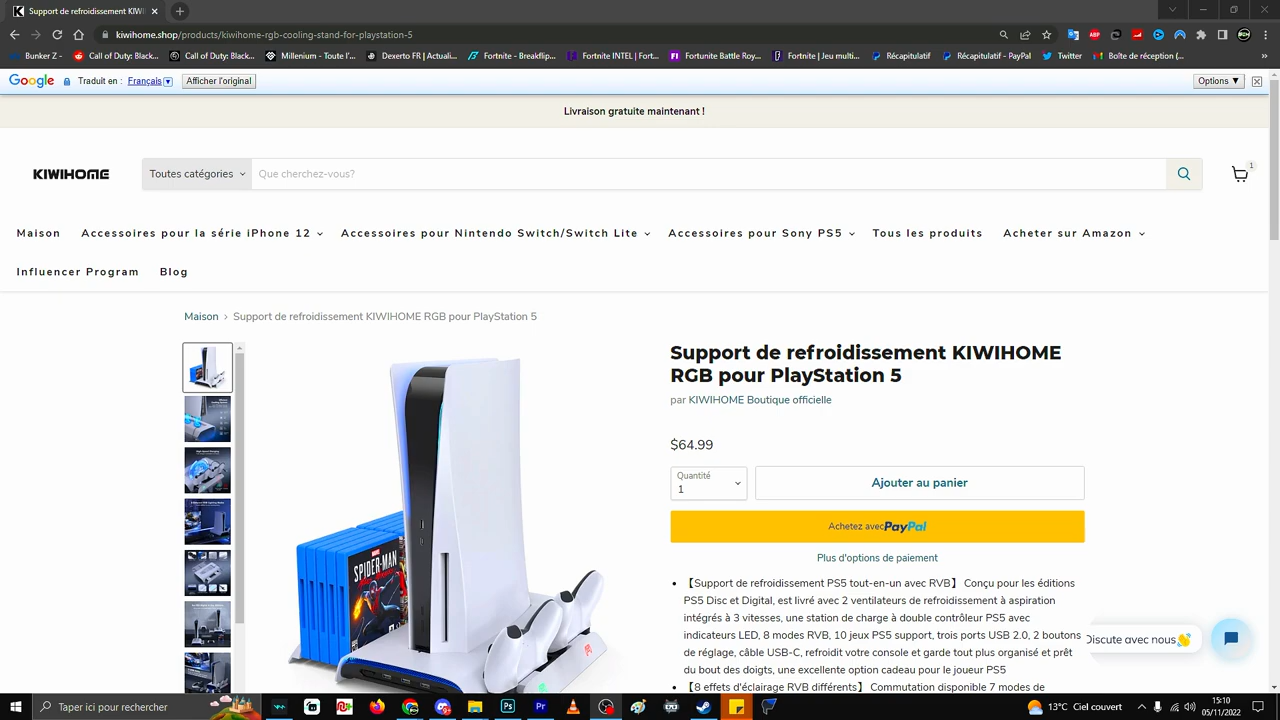 Support de refroidissement KIWI
kiwihome.shop/products/kiwihome-rgb-cooling-stand-for-playstation-5
Bunker Z -
Call of Duty: Black...
Call of Duty: Black...
Millenium - Toute l'...
Dexerto FR | Actuali...
Fortnite - Breakflip...
Fortnite INTEL | Fort...
Fortunite Battle Roy...
Fortnite | Jeu multi...
Récapitulatif
Récapitulatif - PayPal
Twitter
Boîte de réception (...
»
Google Traduit en : Français Afficher l'original Options ▼
Livraison gratuite maintenant !
KIWIHOME
Toutes catégories
Que cherchez-vous?
1
Maison
Accessoires pour la série iPhone 12
Accessoires pour Nintendo Switch/Switch Lite
Accessoires pour Sony PS5
Tous les produits
Acheter sur Amazon
Influencer Program
Blog
Maison > Support de refroidissement KIWIHOME RGB pour PlayStation 5
MARVEL
SPIDER-MAN
Support de refroidissement KIWIHOME
RGB pour PlayStation 5
par KIWIHOME Boutique officielle
$64.99
Quantité
1
Ajouter au panier
Achetez avec PayPal
Plus d'options de paiement
• 【Support de refroidissement PS5 tout-en-un avec RVB】 Conçu pour les éditions
PS5 Disc et Digital, est livré avec 2 ventilateurs de refroidissement à aspiration
intégrés à 3 vitesses, une station de charge à double contrôleur PS5 avec
indicateurs LED, 8 modes RVB, 10 jeux PS5 support, trois ports USB 2.0, 2 boutons
de réglage, câble USB-C, refroidit votre console et garde tout plus organisé et prêt
du bout des doigts, une excellente option cadeau pour le joueur PS5
• 【8 effets d'éclairage RVB différents】 Commutation disponible 7 modes de
Discute avec nous
Taper ici pour rechercher
13°C Ciel couvert
15:10
05/11/2022